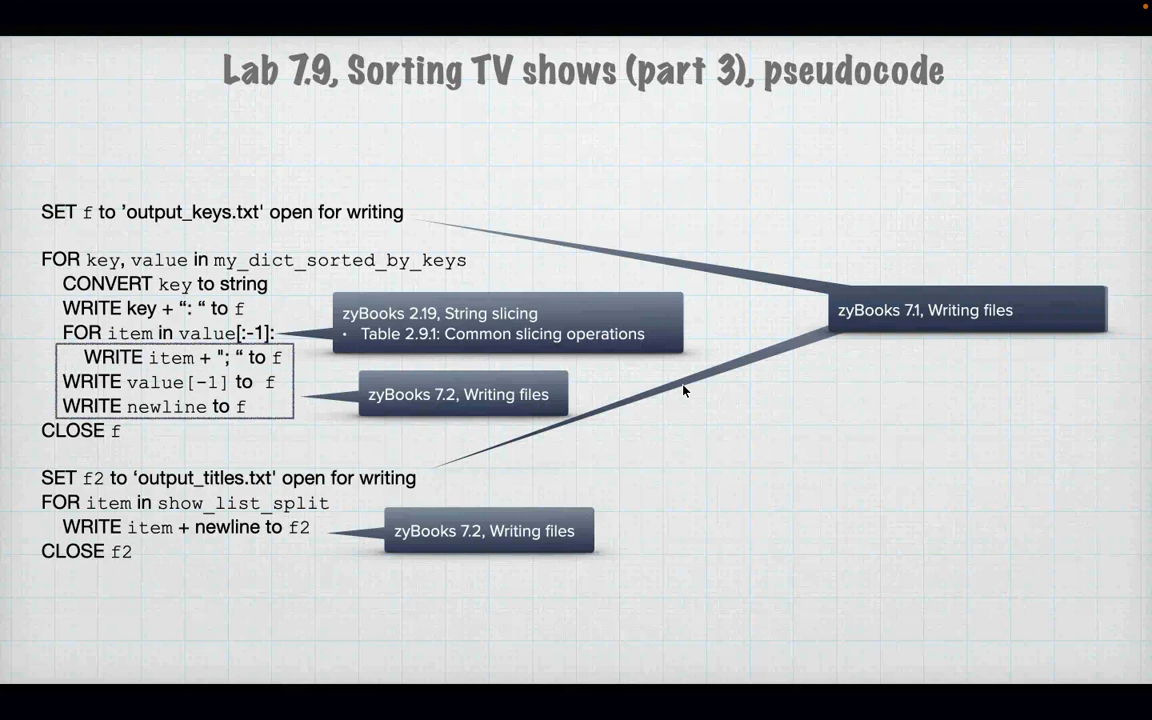 Lab 7.9, Sorting TV shows (part 3), pseudocode
SET f to ’output_keys.txt' open for writing
FOR key, value in my_dict_sorted_by_keys
CONVERT key to string
WRITE key + “: “ to f
FOR item in value[:-1]:
WRITE item + "; “ to f
WRITE value[-1] to f
WRITE newline to f
CLOSE f
SET f2 to ‘output_titles.txt' open for writing
FOR item in show_list_split
WRITE item + newline to f2
CLOSE f2
zyBooks 2.19, String slicing
• Table 2.9.1: Common slicing operations
zyBooks 7.2, Writing files
zyBooks 7.1, Writing files
zyBooks 7.2, Writing files